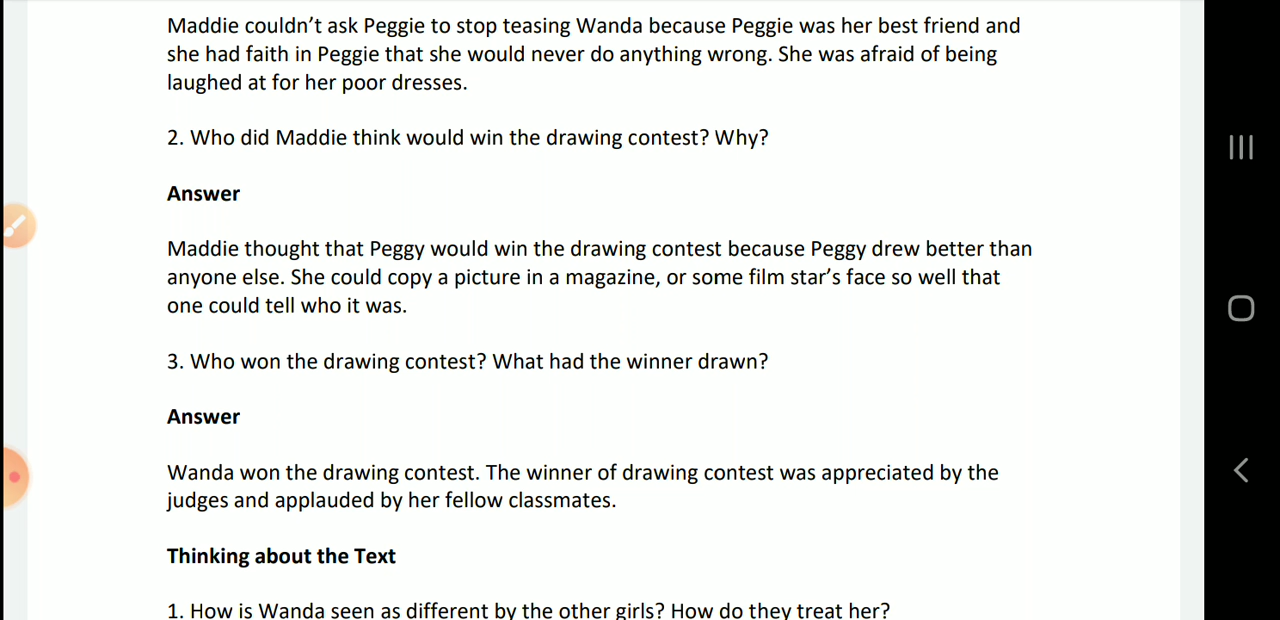 Maddie couldn’t ask Peggie to stop teasing Wanda because Peggie was her best friend and
she had faith in Peggie that she would never do anything wrong. She was afraid of being
laughed at for her poor dresses.
2. Who did Maddie think would win the drawing contest? Why?
Answer
Maddie thought that Peggy would win the drawing contest because Peggy drew better than
anyone else. She could copy a picture in a magazine, or some film star’s face so well that
one could tell who it was.
3. Who won the drawing contest? What had the winner drawn?
Answer
Wanda won the drawing contest. The winner of drawing contest was appreciated by the
judges and applauded by her fellow classmates.
Thinking about the Text
1. How is Wanda seen as different by the other girls? How do they treat her?